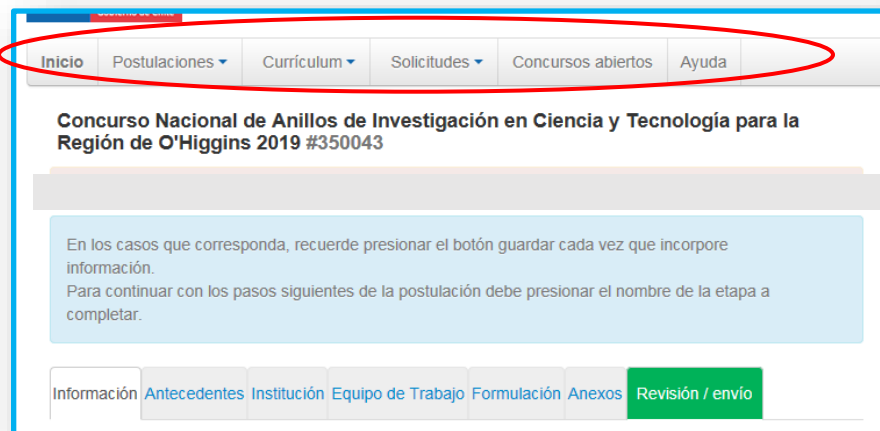 Gobierno de Chile
Inicio Postulaciones Currículum Solicitudes Concursos abiertos Ayuda
Concurso Nacional de Anillos de Investigación en Ciencia y Tecnología para la
Región de O'Higgins 2019 #350043
En los casos que corresponda, recuerde presionar el botón guardar cada vez que incorpore
información.
Para continuar con los pasos siguientes de la postulación debe presionar el nombre de la etapa a
completar.
Información Antecedentes Institución Equipo de Trabajo Formulación Anexos Revisión / envío